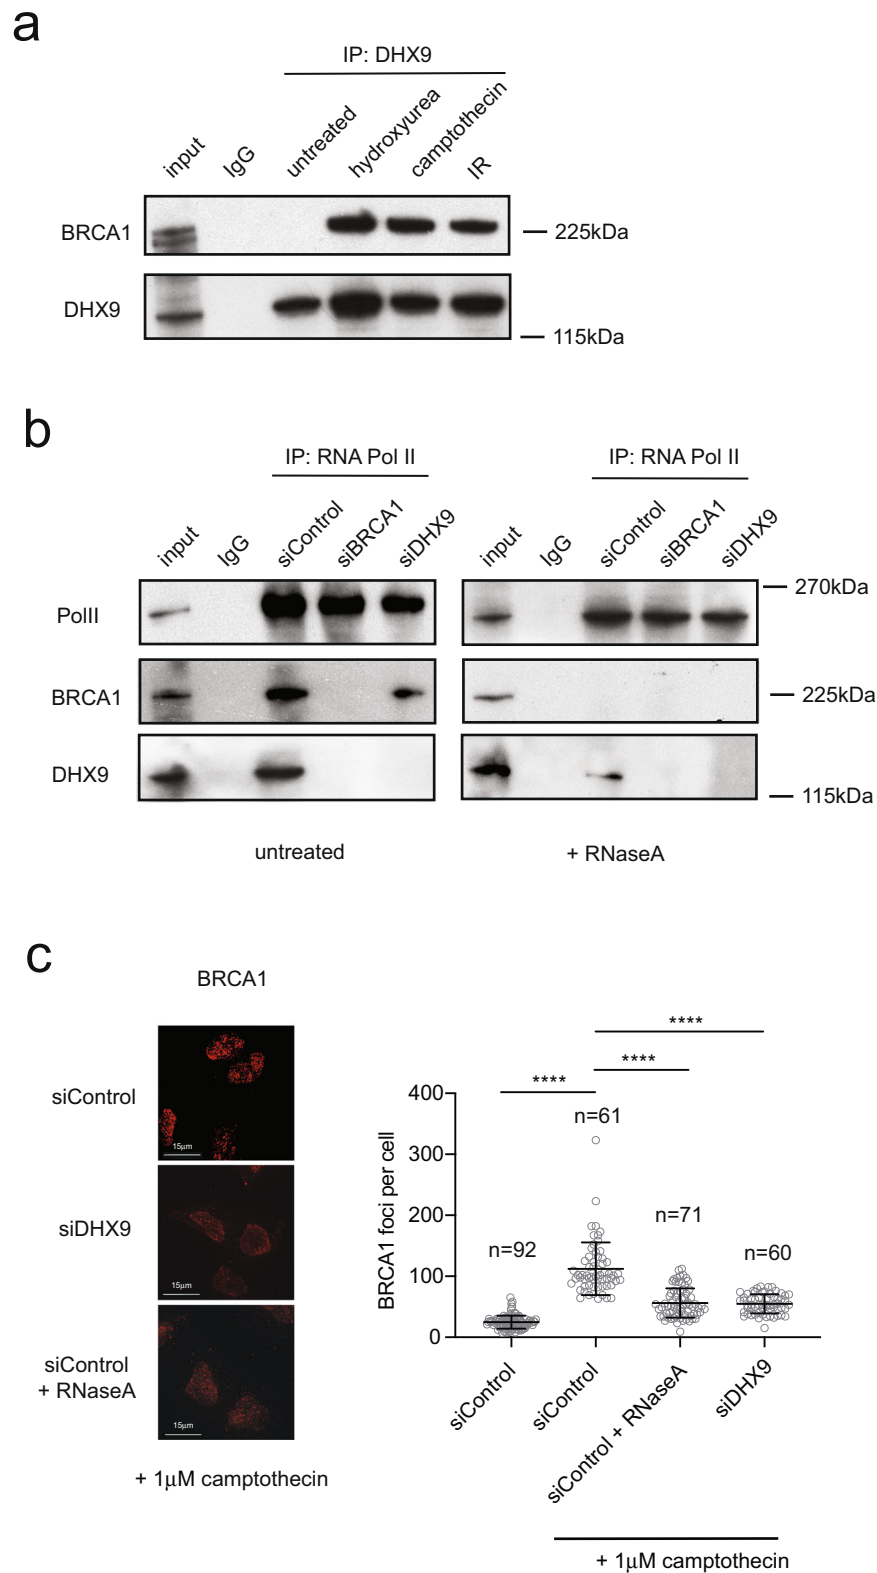 a
IP: DHX9
input
IgG
untreated
hydroxyurea
camptothecin
IR
BRCA1
225kDa
DHX9
115kDa
b
IP: RNA Pol II
IP: RNA Pol II
input
IgG
siControl
siBRCA1
siDHX9
input
IgG
siControl
siBRCA1
siDHX9
270kDa
PolII
BRCA1
225kDa
DHX9
115kDa
untreated
+ RNaseA
c
BRCA1
siControl
15μm
siDHX9
15μm
siControl
+ RNaseA
15μm
+ 1μM camptothecin
****
****
****
BRCA1 foci per cell
400
300
200
100
0
n=92
n=61
n=71
n=60
siControl
siControl
siControl + RNaseA
siDHX9
+ 1μM camptothecin